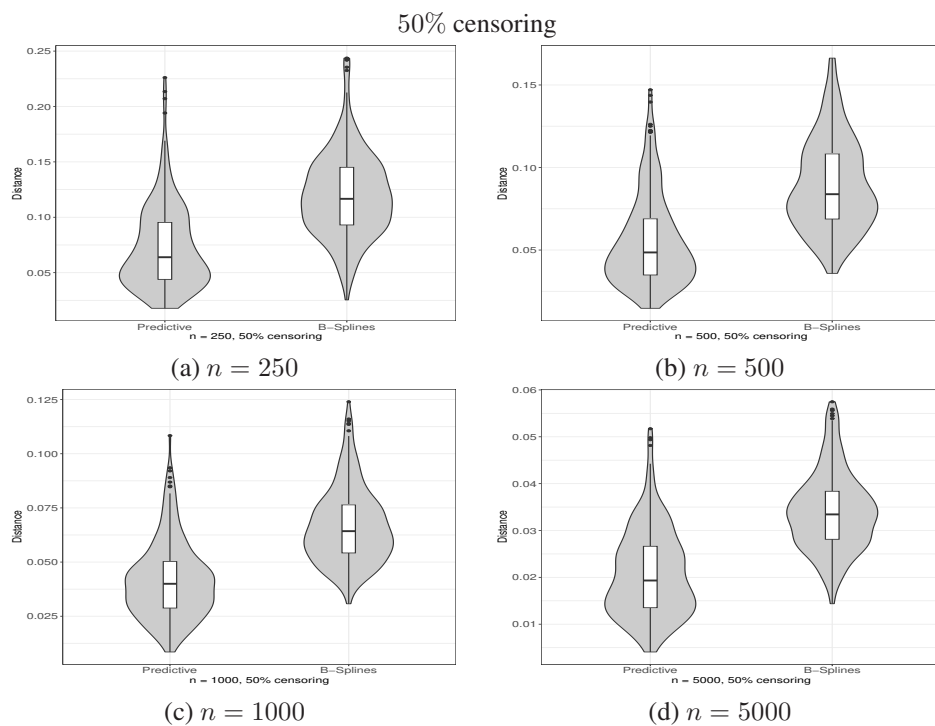 50% censoring
0.25
0.20
0.15
0.10
0.05
Distance
Predictive
B−Splines
n = 250, 50% censoring
(a) n = 250
0.15
0.10
0.05
Distance
Predictive
B−Splines
n = 500, 50% censoring
(b) n = 500
0.125
0.100
0.075
0.050
0.025
Distance
Predictive
B−Splines
n = 1000, 50% censoring
(c) n = 1000
0.06
0.05
0.04
0.03
0.02
0.01
Distance
Predictive
B−Splines
n = 5000, 50% censoring
(d) n = 5000